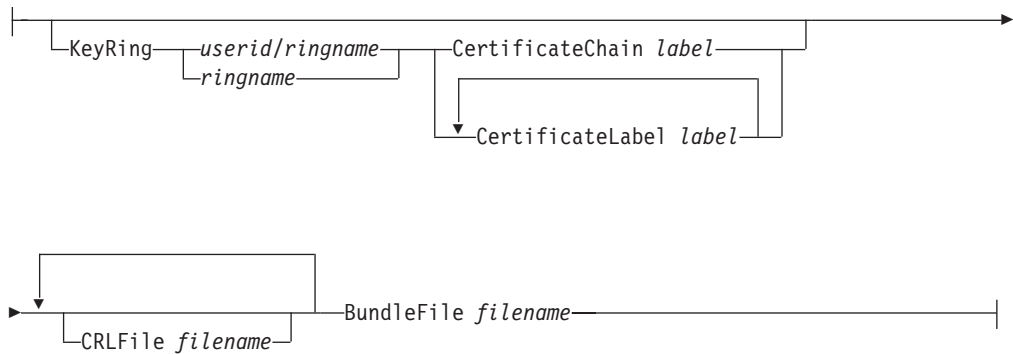 KeyRing userid/ringname CertificateChain label
ringname
CertificateLabel label
BundleFile filename
CRLFile filename